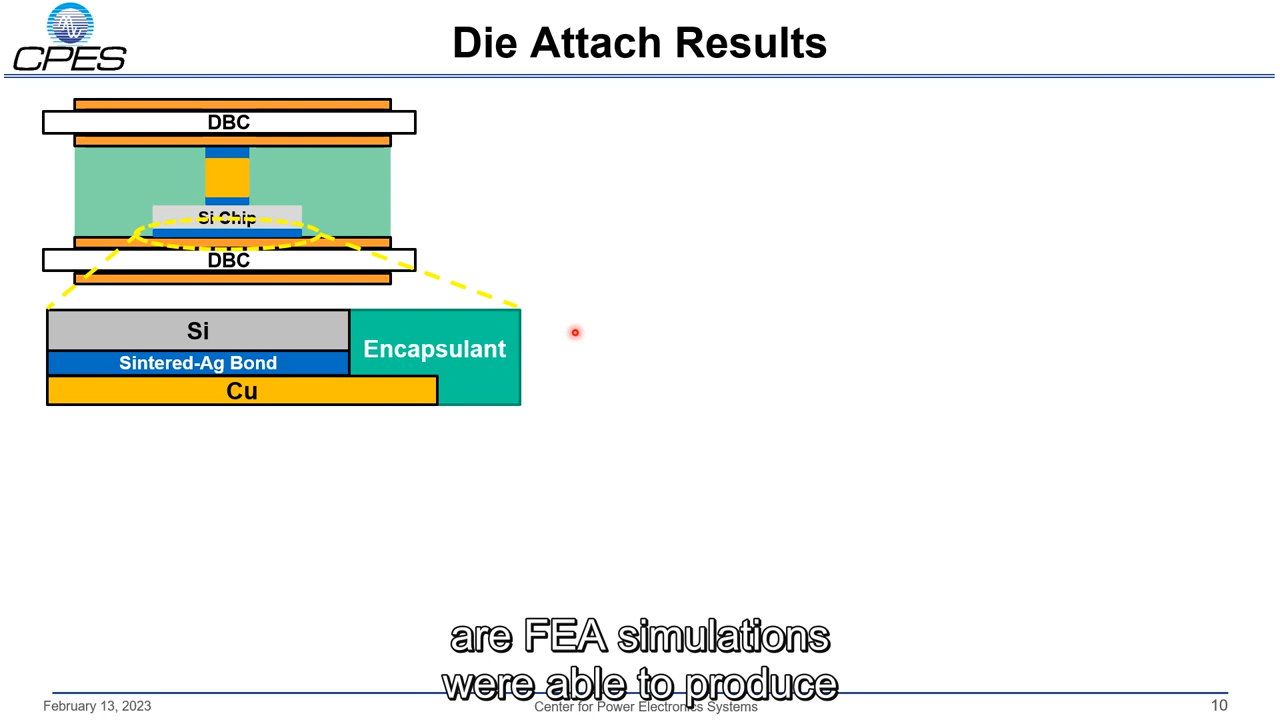 CPES
Die Attach Results
DBC
Si Chip
DBC
Si
Sintered-Ag Bond
Encapsulant
Cu
are FEA simulations
were able to produce
February 13, 2023
Center for Power Electronics Systems
10